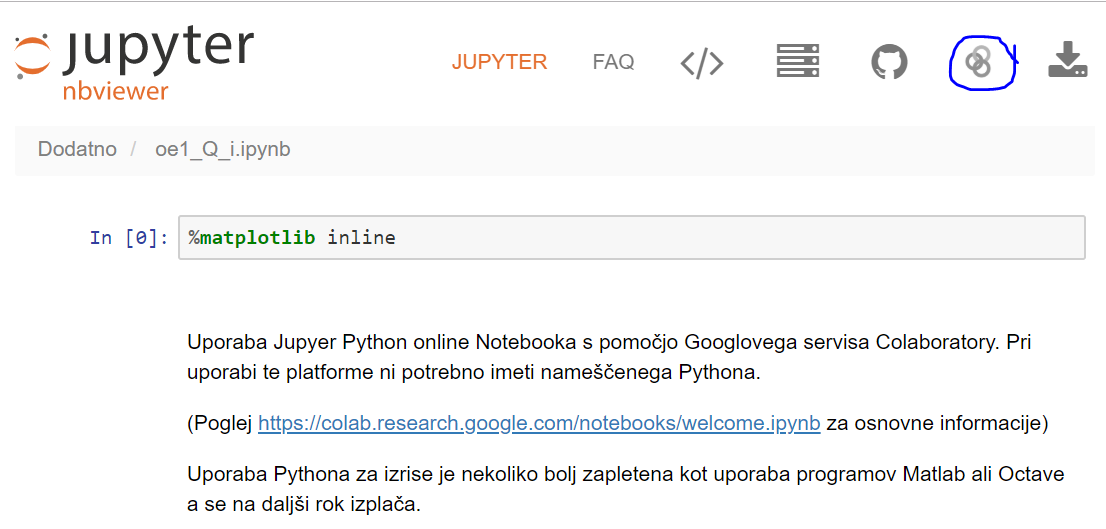 jupyter
nbviewer
JUPYTER FAQ </>
Dodatno / oe1_Q_i.ipynb
In [0]: %matplotlib inline
Uporaba Jupyer Python online Notebooka s pomočjo Googlovega servisa Colaboratory. Pri
uporabi te platforme ni potrebno imeti nameščenega Pythona.
(Poglej https://colab.research.google.com/notebooks/welcome.ipynb za osnovne informacije)
Uporaba Pythona za izrise je nekoliko bolj zapletena kot uporaba programov Matlab ali Octave
a se na daljši rok izplača.